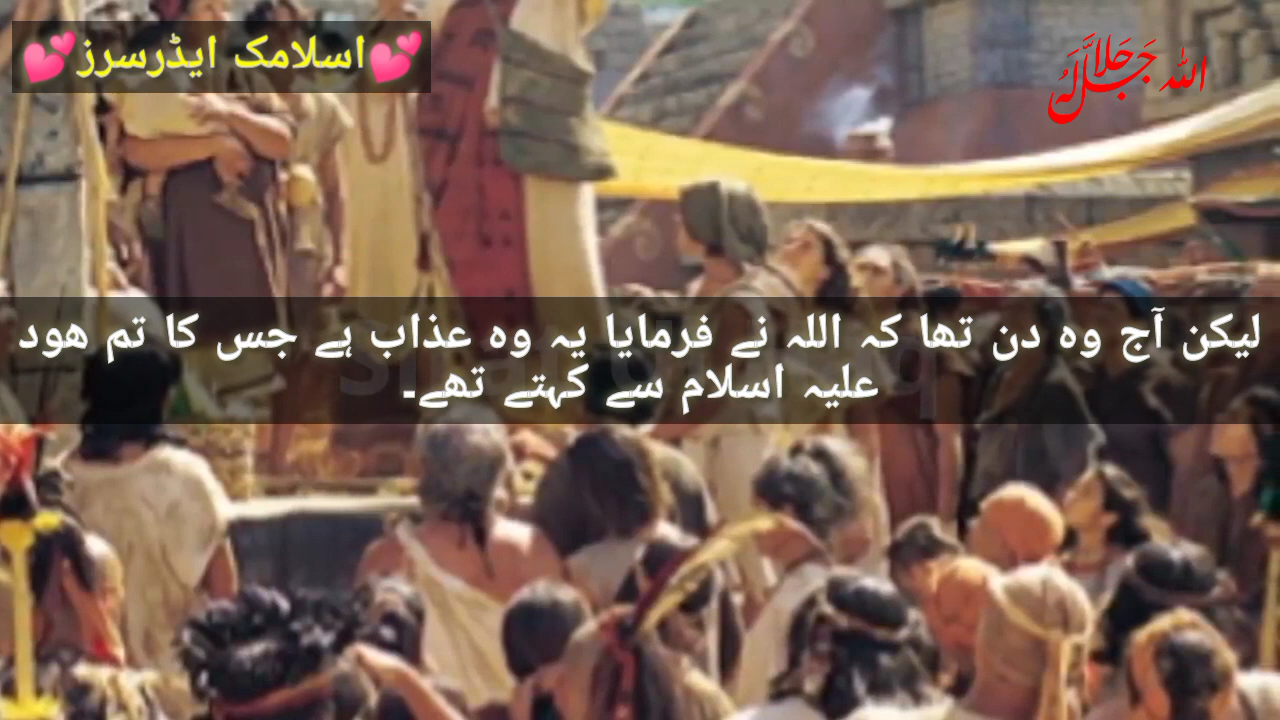 💕اسلامک ایڈرسرز💕
اللہ جَلَّ جَلَالَہُ
لیکن آج وہ دن تھا کہ اللہ نے فرمایا یہ وہ عذاب ہے جس کا تم ھود
علیہ اسلام سے کہتے تھے۔